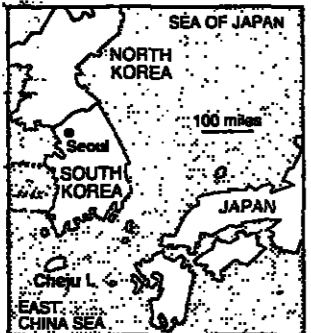 SEA OF JAPAN
NORTH
KOREA
100 miles
Seoul
SOUTH
KOREA
JAPAN
Cheju I.
EAST
CHINA SEA